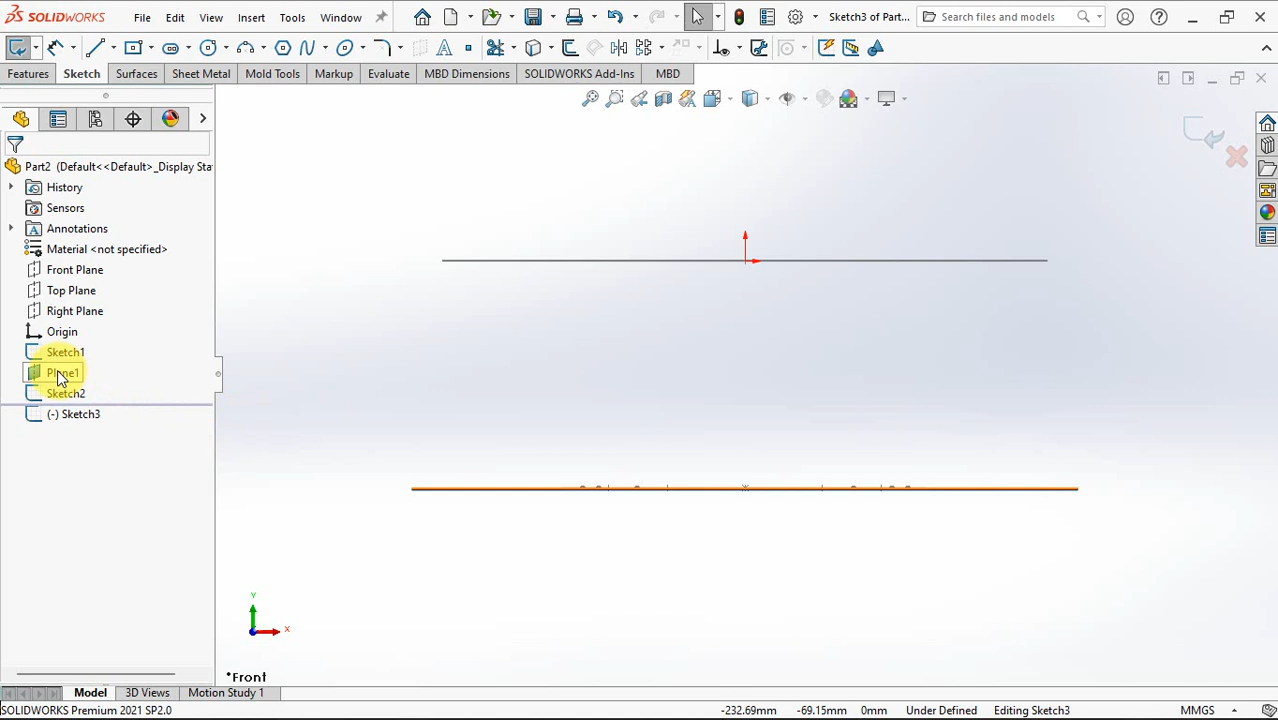 SOLIDWORKS File Edit View Insert Tools Window Sketch3 of Part... Search files and models
Features Sketch Surfaces Sheet Metal Mold Tools Markup Evaluate MBD Dimensions SOLIDWORKS Add-Ins MBD
Part2 (Default<<Default>_Display Sta
History
Sensors
Annotations
Material <not specified>
Front Plane
Top Plane
Right Plane
Origin
Sketch1
Plane1
Sketch2
(-) Sketch3
Y
X
*Front
Model 3D Views Motion Study 1
SOLIDWORKS Premium 2021 SP2.0 -232.69mm -69.15mm 0mm Under Defined Editing Sketch3 MMGS